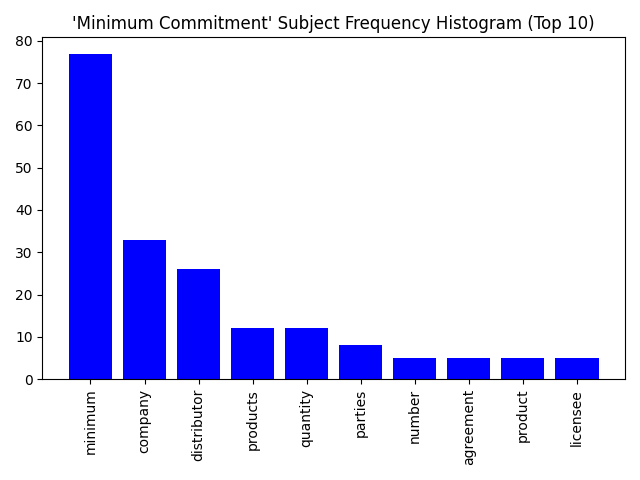 'Minimum Commitment' Subject Frequency Histogram (Top 10)
80
70
60
50
40
30
20
10
0
minimum
company
distributor
products
quantity
parties
number
agreement
product
licensee